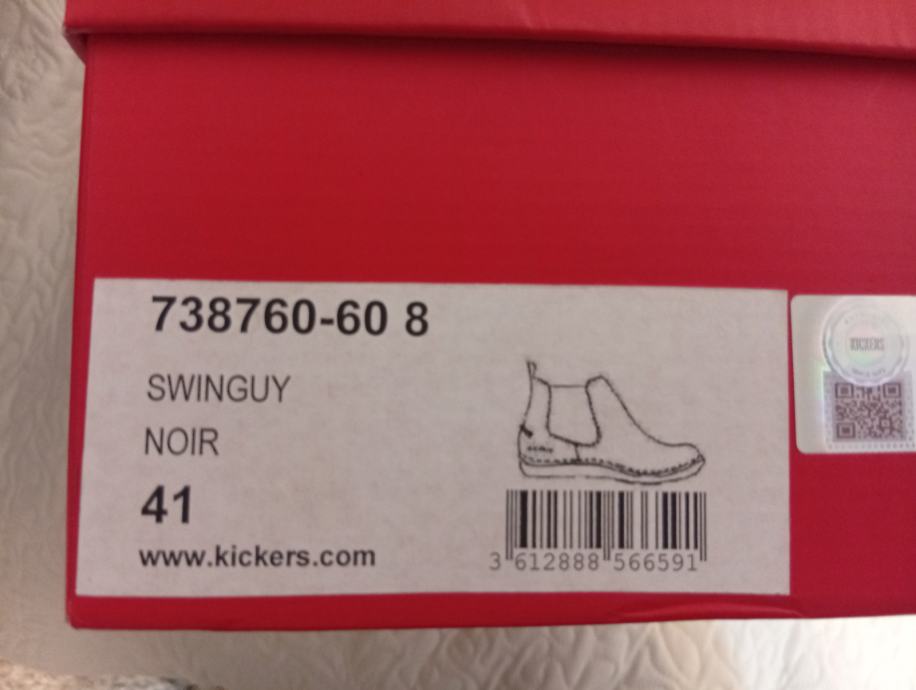 738760-60 8
SWINGUY
NOIR
41
www.kickers.com
3 612888 566591
KICKERS